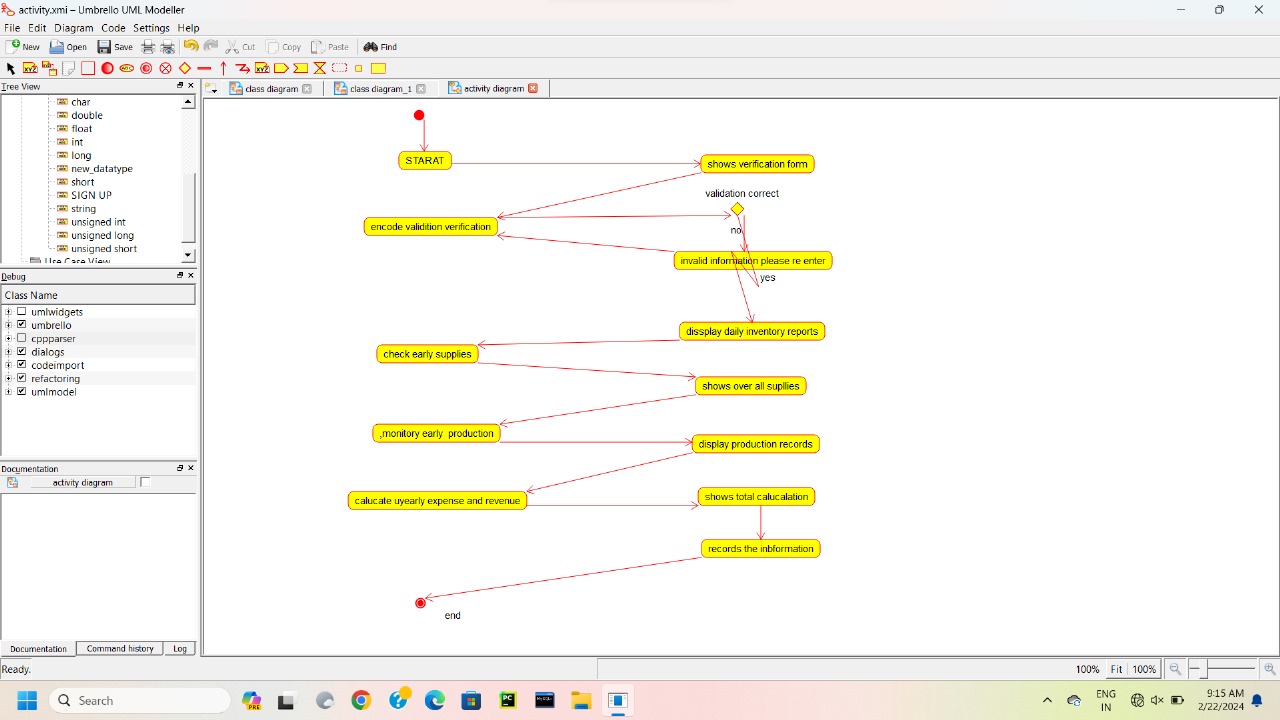 activity.xmi – Umbrello UML Modeller
File Edit Diagram Code Settings Help
New Open Save Cut Copy Paste Find
Tree View
class diagram class diagram_1 activity diagram
char
double
float
int
long
new_datatype
short
SIGN UP
string
unsigned int
unsigned long
unsigned short
Use Case View
Debug
Class Name
umlwidgets
umbrello
cppparser
dialogs
codeimport
refactoring
umlmodel
Documentation
activity diagram
Documentation Command history Log
Ready.
STARAT
shows verification form
validation correct
encode validition verification
no
invalid information please re enter
yes
dissplay daily inventory reports
check early supplies
shows over all supllies
,monitory early production
display production records
calucate uyearly expense and revenue
shows total calucalation
records the inbformation
end
100% Fit 100%
Search
PRE
PC
MySQL
ENG
IN
9:15 AM
2/22/2024